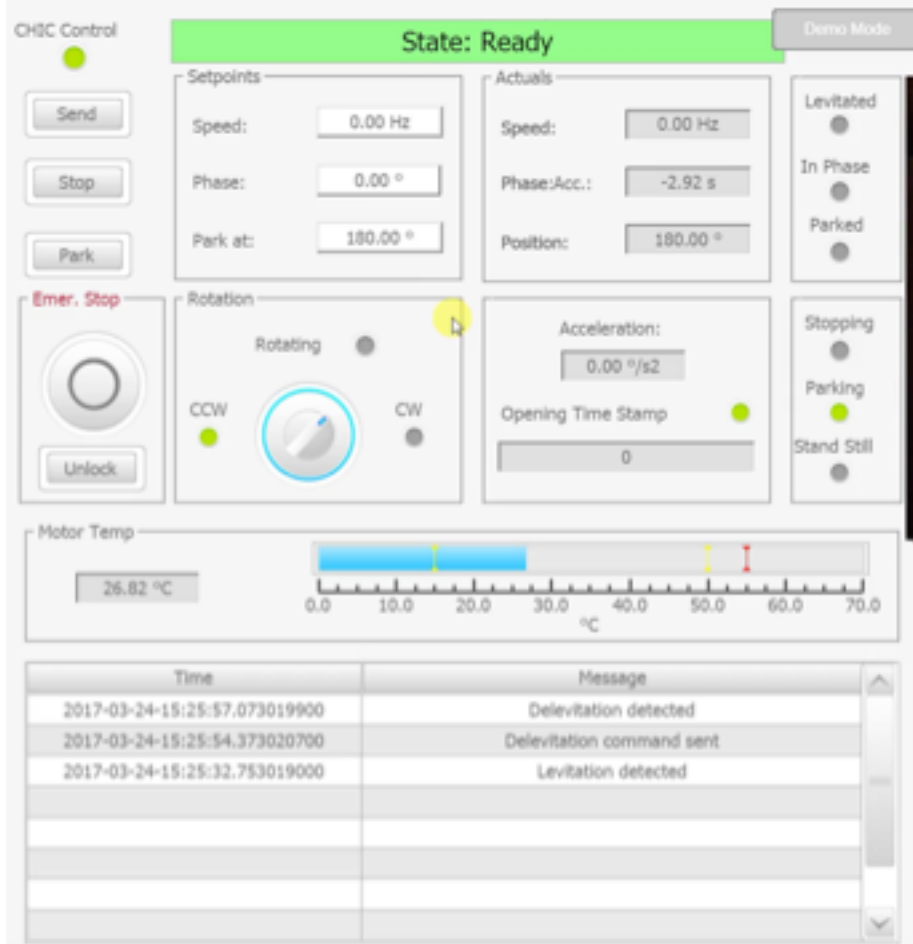 CHIC Control
State: Ready
Demo Mode
Send
Stop
Park
Setpoints
Speed: 0.00 Hz
Phase: 0.00 °
Park at: 180.00 °
Actuals
Speed: 0.00 Hz
Phase:Acc.: -2.92 s
Position: 180.00 °
Levitated
In Phase
Parked
Emer. Stop
Unlock
Rotation
Rotating
CCW
CW
Acceleration:
0.00 °/s2
Opening Time Stamp
0
Stopping
Parking
Stand Still
Motor Temp
26.82 °C
0.0 10.0 20.0 30.0 40.0 50.0 60.0 70.0
°C
Time Message
2017-03-24-15:25:57.073019900 Delevitation detected
2017-03-24-15:25:54.373020700 Delevitation command sent
2017-03-24-15:25:32.753019000 Levitation detected